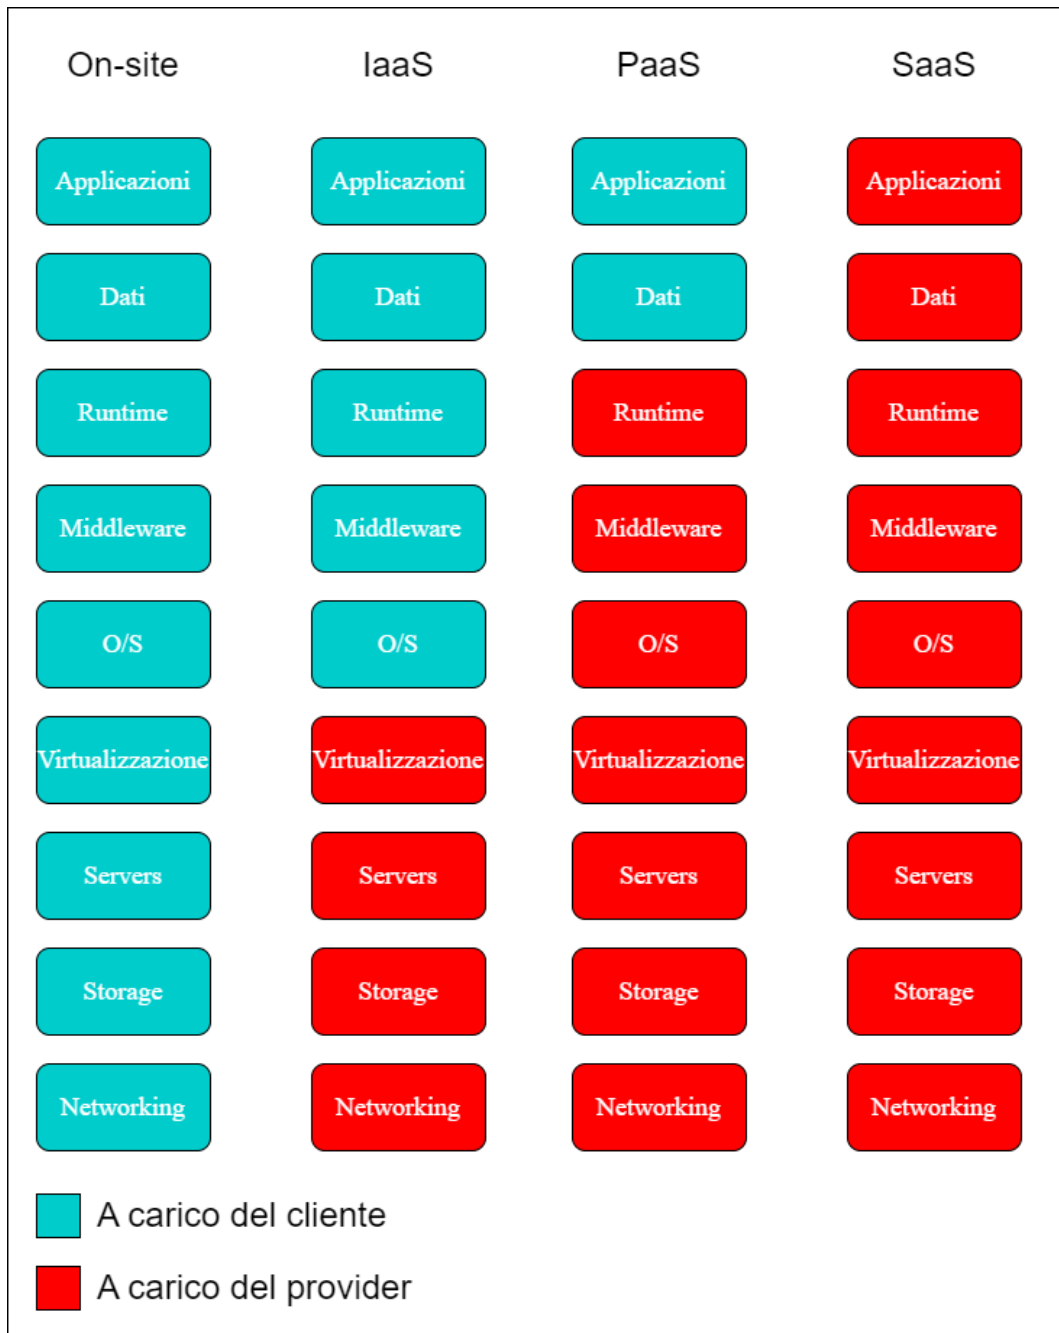 On-site IaaS PaaS SaaS
Applicazioni Applicazioni Applicazioni Applicazioni
Dati Dati Dati Dati
Runtime Runtime Runtime Runtime
Middleware Middleware Middleware Middleware
O/S O/S O/S O/S
Virtualizzazione Virtualizzazione Virtualizzazione Virtualizzazione
Servers Servers Servers Servers
Storage Storage Storage Storage
Networking Networking Networking Networking
A carico del cliente
A carico del provider